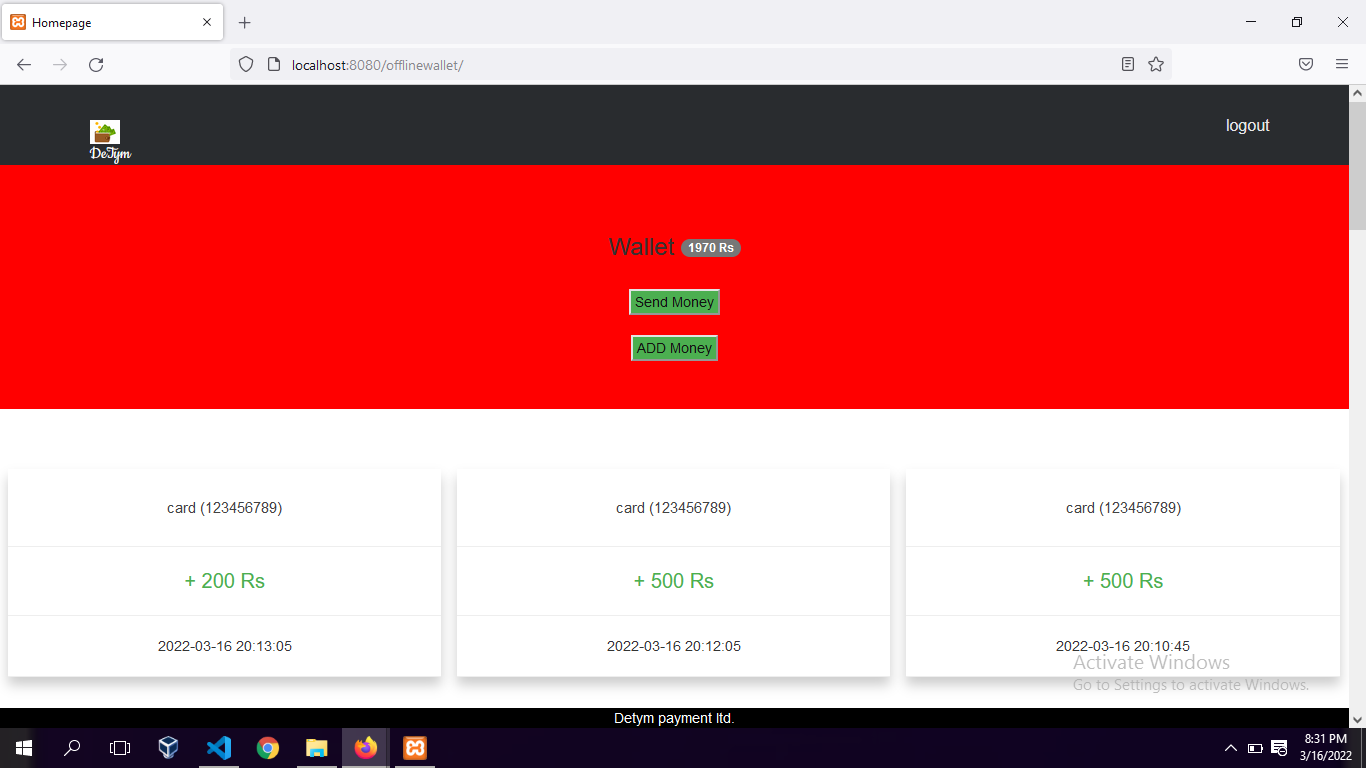 Homepage
localhost:8080/offlinewallet/
DeTym
logout
Wallet 1970 Rs
Send Money
ADD Money
card (123456789)
card (123456789)
card (123456789)
+ 200 Rs
+ 500 Rs
+ 500 Rs
2022-03-16 20:13:05
2022-03-16 20:12:05
2022-03-16 20:10:45
Activate Windows
Go to Settings to activate Windows.
Detym payment ltd.
8:31 PM
3/16/2022